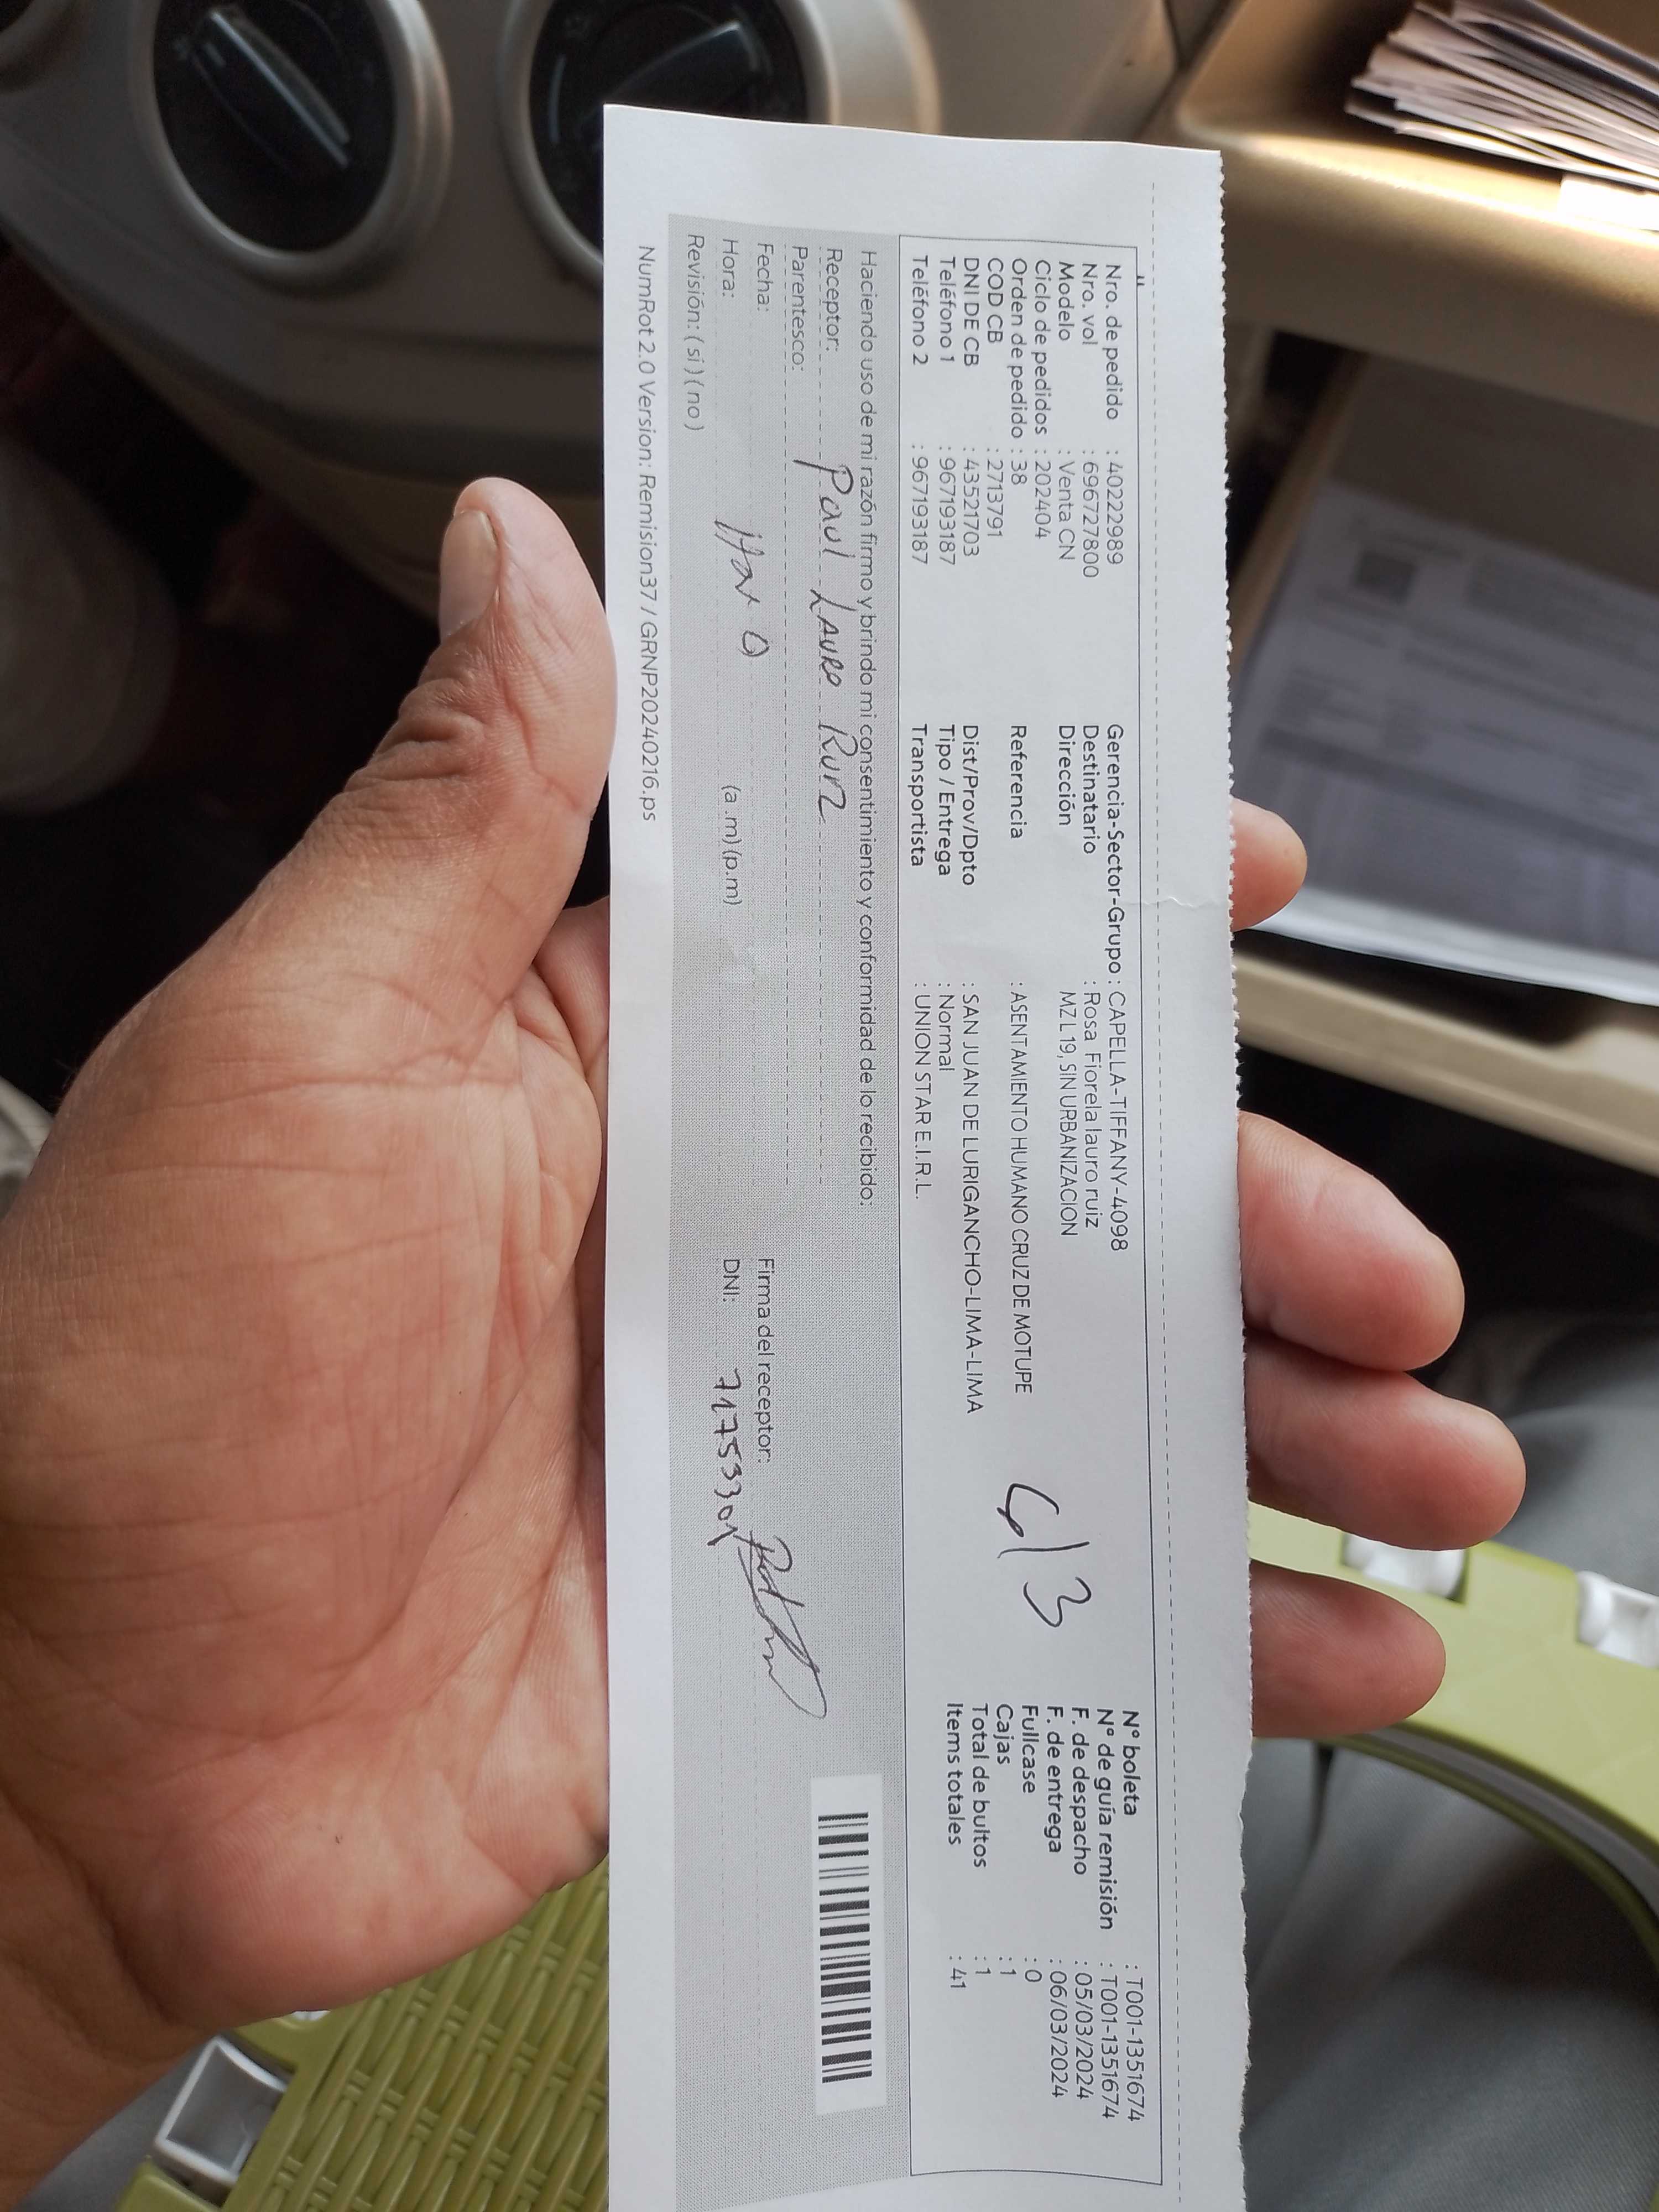 Nro. de pedido : 40222989
Nro. vol : 696727800
Modelo : Venta CN
Ciclo de pedidos : 202404
Orden de pedido : 38
COD CB : 2713791
DNI DE CB : 43521703
Teléfono 1 : 967193187
Teléfono 2 : 967193187
Gerencia-Sector-Grupo : CAPELLA-TIFFANY-4098
Destinatario : Rosa Fiorela lauro ruiz
Dirección MZ L 19, SIN URBANIZACION
Referencia : ASENTAMIENTO HUMANO CRUZ DE MOTUPE
Dist/Prov/Dpto : SAN JUAN DE LURIGANCHO-LIMA-LIMA
Tipo / Entrega : Normal
Transportista : UNION STAR E.I.R.L.
6/3
N° boleta : T001-1351674
N° de guía remisión : T001-1351674
F. de despacho : 05/03/2024
F. de entrega : 06/03/2024
Fullcase : 0
Cajas : 1
Total de bultos : 1
Items totales : 41
Haciendo uso de mi razón firmo y brindo mi consentimiento y conformidad de lo recibido:
Receptor: Paul Lauro Ruiz
Parentesco:
Fecha:
Hora: (a .m) (p.m)
Revisión: ( si ) ( no )
Firma del receptor:
DNI: 71753301
NumRot 2.0 Version: Remision37 / GRNP20240216.ps